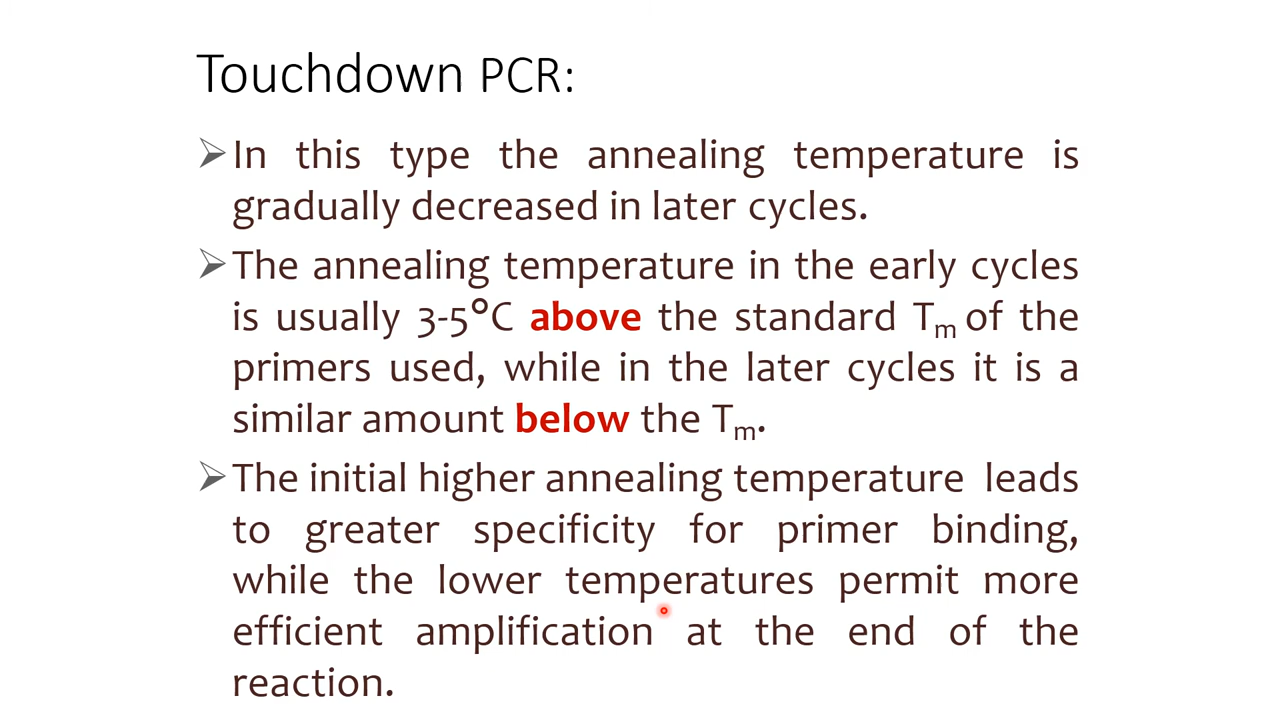 Touchdown PCR:
In this type the annealing temperature is
gradually decreased in later cycles.
The annealing temperature in the early cycles
is usually 3-5°C above the standard Tm of the
primers used, while in the later cycles it is a
similar amount below the Tm.
The initial higher annealing temperature leads
to greater specificity for primer binding,
while the lower temperatures permit more
efficient amplification at the end of the
reaction.